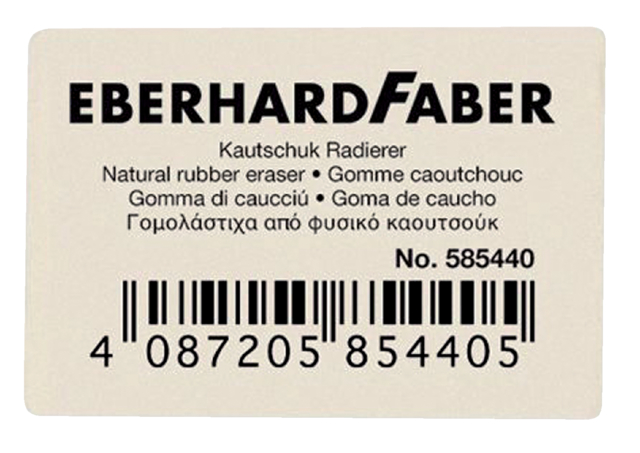 EBERHARDFABER
Kautschuk Radierer
Natural rubber eraser • Gomme caoutchouc
Gomma di caucciú • Goma de caucho
Γομολάστιχα από φυσικό καουτσούκ
No. 585440
4 087205 854405